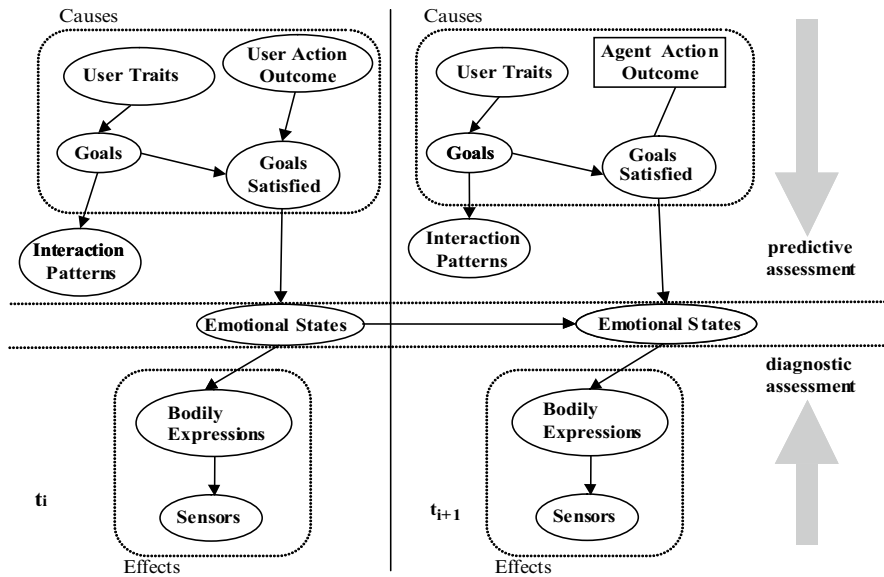 Causes
User Traits
User Action
Outcome
Goals
Goals
Satisfied
Interaction
Patterns
Emotional States
Bodily
Expressions
Sensors
ti
Effects
Causes
User Traits
Agent Action
Outcome
Goals
Goals
Satisfied
Interaction
Patterns
Emotional States
Bodily
Expressions
Sensors
ti+1
Effects
predictive
assessment
diagnostic
assessment